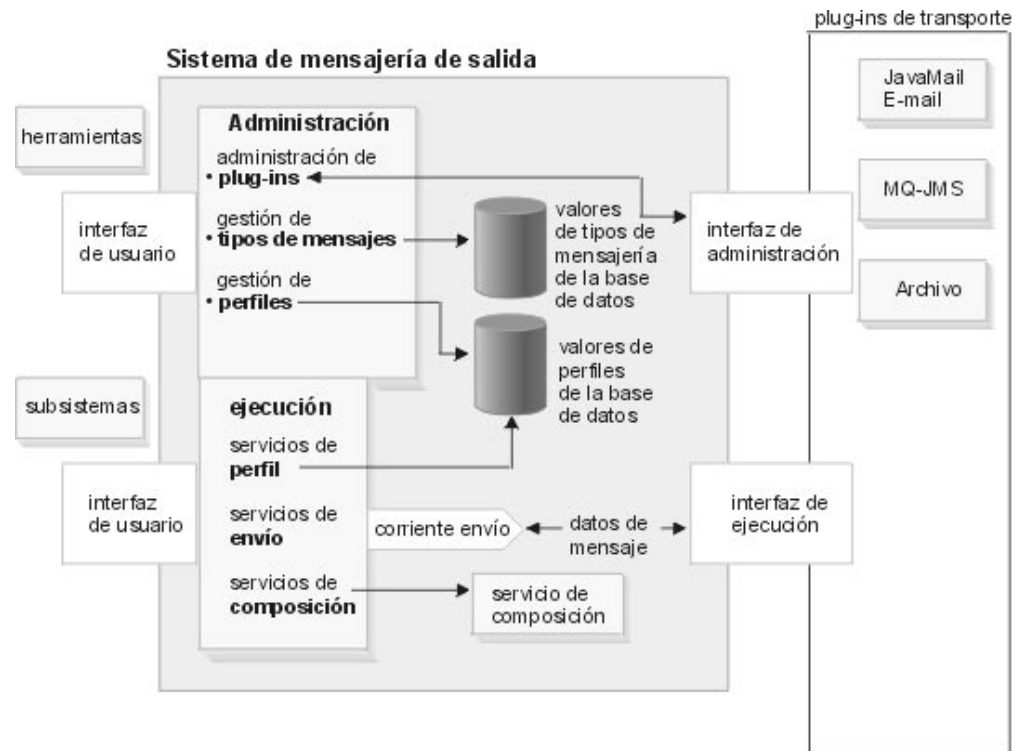 plug-ins de transporte
Sistema de mensajería de salida
JavaMail
E-mail
herramientas
Administración
administración de
• plug-ins
MQ-JMS
interfaz
de usuario
gestión de
• tipos de mensajes
valores
de tipos de
mensajería
de la base
de datos
interfaz de
administración
gestión de
• perfiles
Archivo
valores de
perfiles
de la base
de datos
subsistemas
ejecución
servicios de
perfil
interfaz
de usuario
servicios de
envío
corriente envío
datos de
mensaje
interfaz de
ejecución
servicios de
composición
servicio de
composición